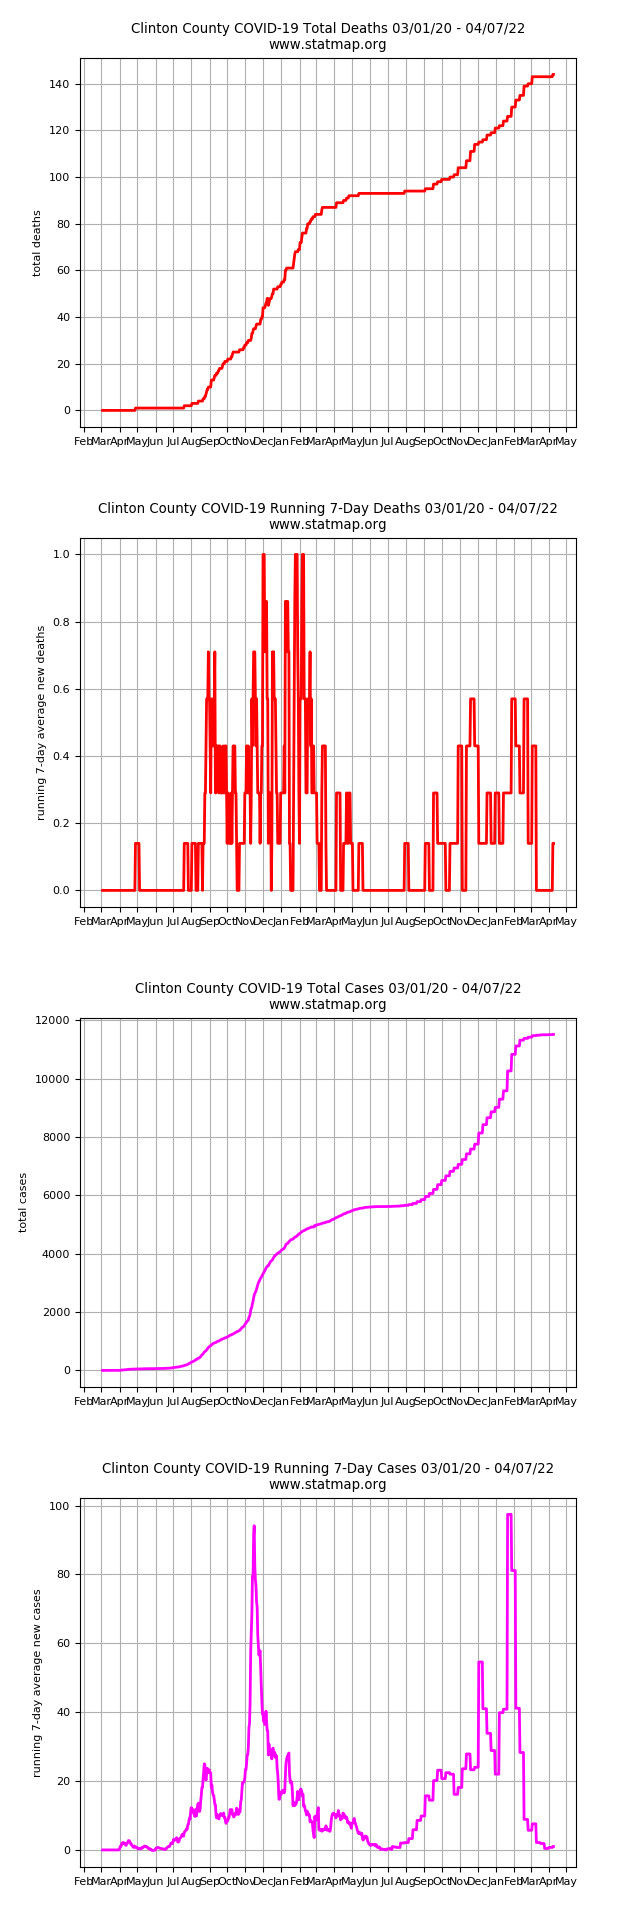 Clinton County COVID-19 Total Deaths 03/01/20 - 04/07/22
www.statmap.org
140
120
100
80
60
40
20
0
total deaths
Feb Mar Apr May Jun Jul Aug Sep Oct Nov Dec Jan Feb Mar Apr May Jun Jul Aug Sep Oct Nov Dec Jan Feb Mar Apr May
Clinton County COVID-19 Running 7-Day Deaths 03/01/20 - 04/07/22
www.statmap.org
1.0
0.8
0.6
0.4
0.2
0.0
running 7-day average new deaths
Feb Mar Apr May Jun Jul Aug Sep Oct Nov Dec Jan Feb Mar Apr May Jun Jul Aug Sep Oct Nov Dec Jan Feb Mar Apr May
Clinton County COVID-19 Total Cases 03/01/20 - 04/07/22
www.statmap.org
12000
10000
8000
6000
4000
2000
0
total cases
Feb Mar Apr May Jun Jul Aug Sep Oct Nov Dec Jan Feb Mar Apr May Jun Jul Aug Sep Oct Nov Dec Jan Feb Mar Apr May
Clinton County COVID-19 Running 7-Day Cases 03/01/20 - 04/07/22
www.statmap.org
100
80
60
40
20
0
running 7-day average new cases
Feb Mar Apr May Jun Jul Aug Sep Oct Nov Dec Jan Feb Mar Apr May Jun Jul Aug Sep Oct Nov Dec Jan Feb Mar Apr May